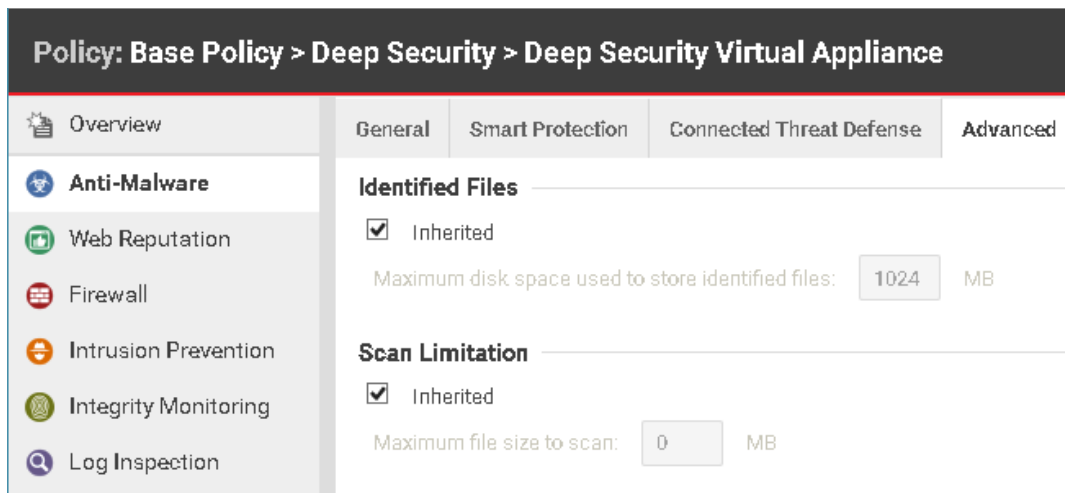 Policy: Base Policy > Deep Security > Deep Security Virtual Appliance
Overview
Anti-Malware
Web Reputation
Firewall
Intrusion Prevention
Integrity Monitoring
Log Inspection
General Smart Protection Connected Threat Defense Advanced
Identified Files
Inherited
Maximum disk space used to store identified files: 1024 MB
Scan Limitation
Inherited
Maximum file size to scan: 0 MB